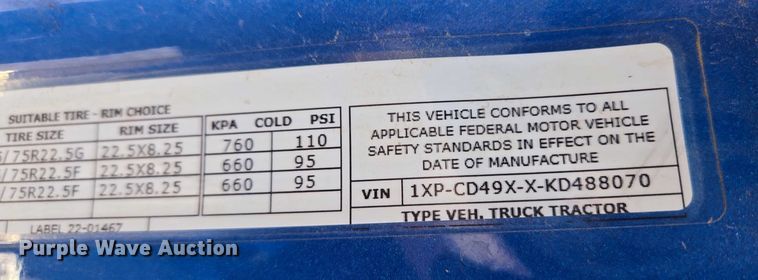 SUITABLE TIRE - RIM CHOICE
TIRE SIZE RIM SIZE KPA COLD PSI
/75R22.5G 22.5X8.25 760 110
/75R22.5F 22.5X8.25 660 95
/75R22.5F 22.5X8.25 660 95
LABEL 22-01467
THIS VEHICLE CONFORMS TO ALL
APPLICABLE FEDERAL MOTOR VEHICLE
SAFETY STANDARDS IN EFFECT ON THE
DATE OF MANUFACTURE
VIN 1XP-CD49X-X-KD488070
TYPE VEH. TRUCK TRACTOR
Purple Wave Auction